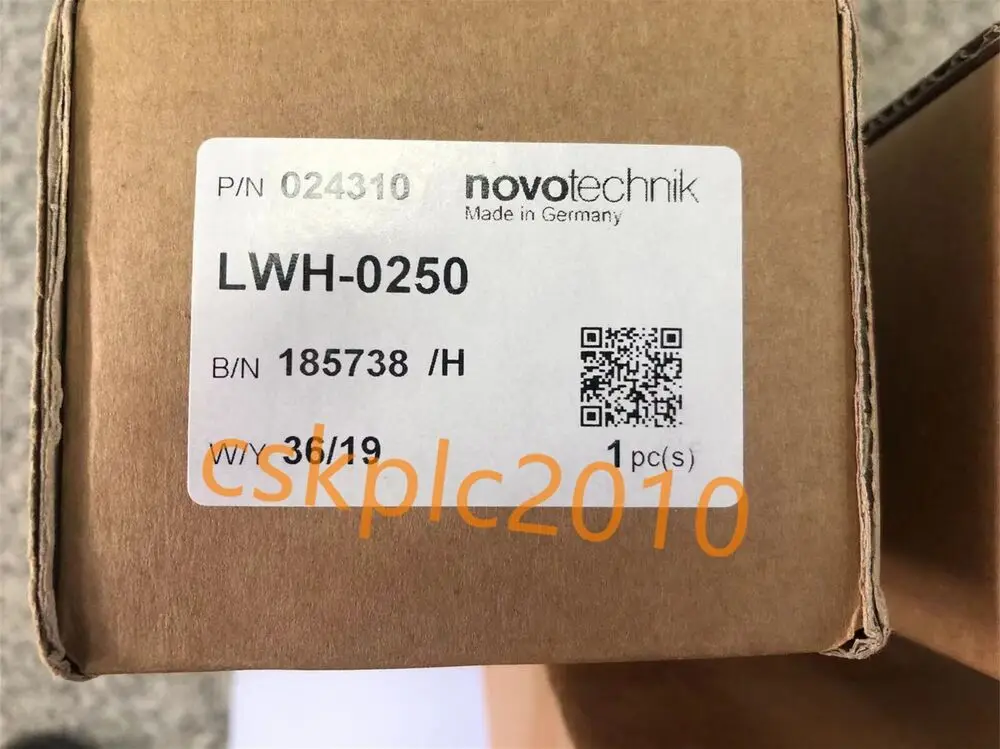 P/N 024310 novotechnik
Made in Germany
LWH-0250
B/N 185738 /H
W/Y 36/19
1 pc(s)
cskplc2010